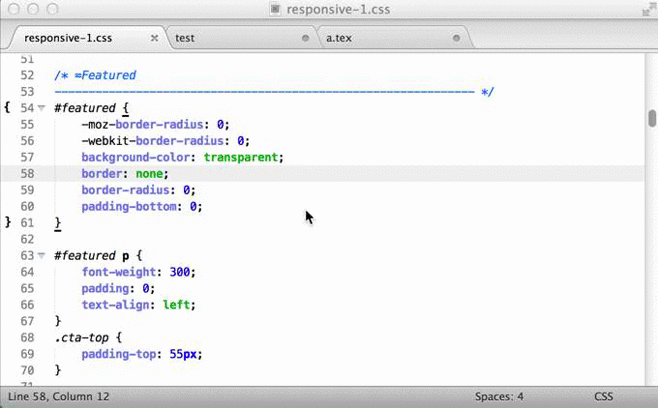 responsive-1.css
responsive-1.css × test a.tex
51
52 /* =Featured
53 -------------------------------------------------------------- */
{ 54 #featured {
55 -moz-border-radius: 0;
56 -webkit-border-radius: 0;
57 background-color: transparent;
58 border: none;
59 border-radius: 0;
60 padding-bottom: 0;
} 61 }
62
63 #featured p {
64 font-weight: 300;
65 padding: 0;
66 text-align: left;
67 }
68 .cta-top {
69 padding-top: 55px;
70 }
71
Line 58, Column 12 Spaces: 4 CSS